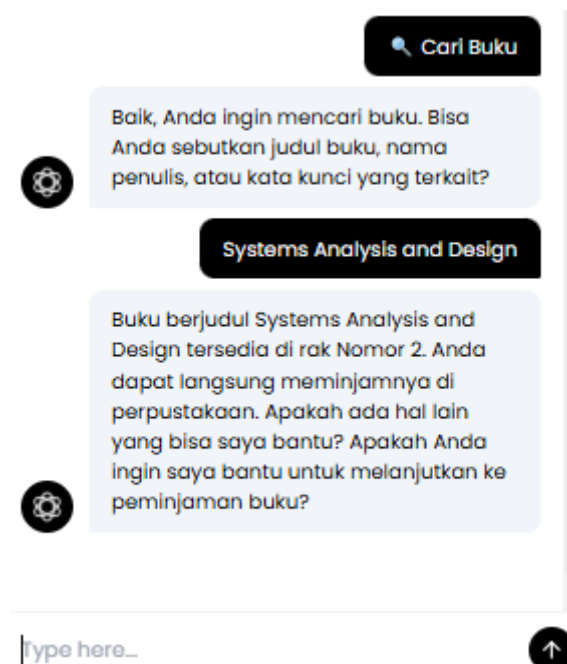 Cari Buku
Baik, Anda ingin mencari buku. Bisa
Anda sebutkan judul buku, nama
penulis, atau kata kunci yang terkait?
Systems Analysis and Design
Buku berjudul Systems Analysis and
Design tersedia di rak Nomor 2. Anda
dapat langsung meminjamnya di
perpustakaan. Apakah ada hal lain
yang bisa saya bantu? Apakah Anda
ingin saya bantu untuk melanjutkan ke
peminjaman buku?
Type here...